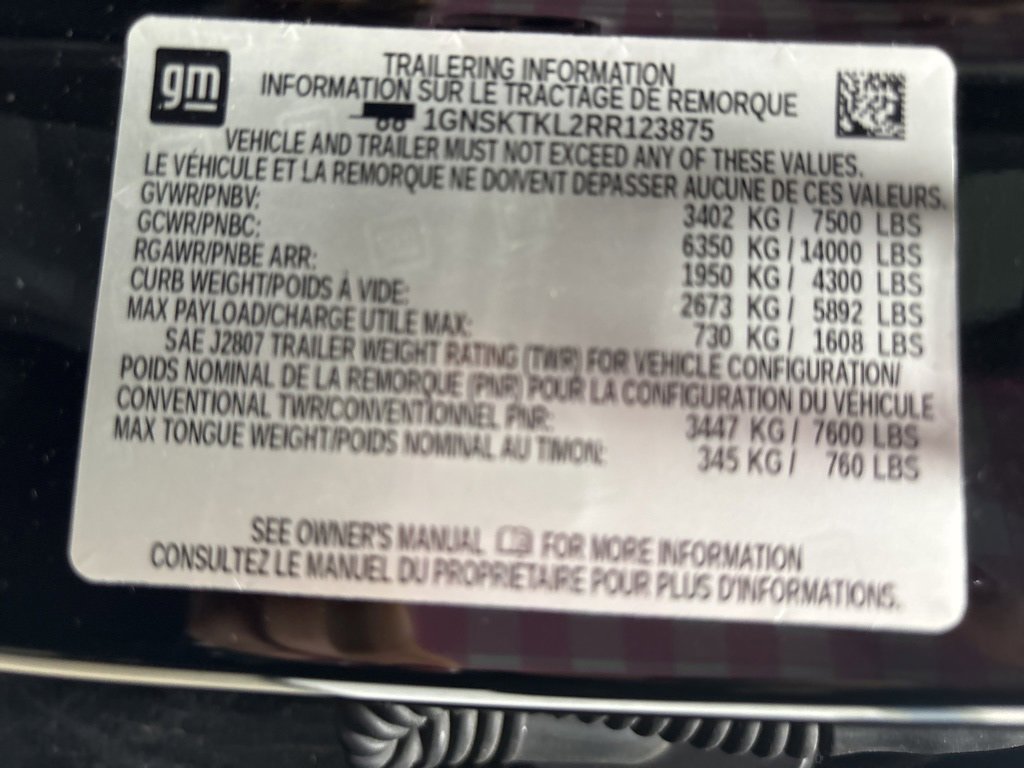 gm
TRAILERING INFORMATION
INFORMATION SUR LE TRACTAGE DE REMORQUE
1GNSKTKL2RR123875
VEHICLE AND TRAILER MUST NOT EXCEED ANY OF THESE VALUES.
LE VÉHICULE ET LA REMORQUE NE DOIVENT DÉPASSER AUCUNE DE CES VALEURS.
GVWR/PNBV: 3402 KG / 7500 LBS
GCWR/PNBC: 6350 KG / 14000 LBS
RGAWR/PNBE ARR: 1950 KG / 4300 LBS
CURB WEIGHT/POIDS À VIDE: 2673 KG / 5892 LBS
MAX PAYLOAD/CHARGE UTILE MAX: 730 KG / 1608 LBS
SAE J2807 TRAILER WEIGHT RATING (TWR) FOR VEHICLE CONFIGURATION/
POIDS NOMINAL DE LA REMORQUE (PNR) POUR LA CONFIGURATION DU VÉHICULE
CONVENTIONAL TWR/CONVENTIONNEL PNR: 3447 KG / 7600 LBS
MAX TONGUE WEIGHT/POIDS NOMINAL AU TIMON: 345 KG / 760 LBS
SEE OWNER'S MANUAL FOR MORE INFORMATION
CONSULTEZ LE MANUEL DU PROPRIÉTAIRE POUR PLUS D'INFORMATIONS.